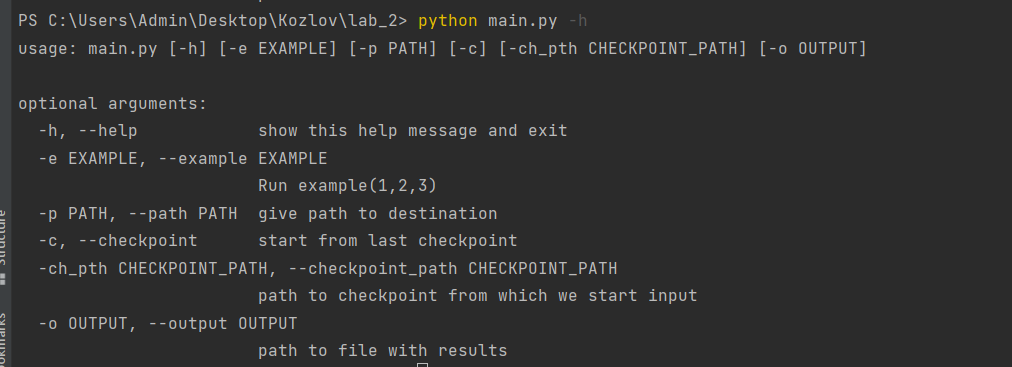 PS C:\Users\Admin\Desktop\Kozlov\lab_2> python main.py -h
usage: main.py [-h] [-e EXAMPLE] [-p PATH] [-c] [-ch_pth CHECKPOINT_PATH] [-o OUTPUT]
optional arguments:
-h, --help show this help message and exit
-e EXAMPLE, --example EXAMPLE
Run example(1,2,3)
-p PATH, --path PATH give path to destination
-c, --checkpoint start from last checkpoint
-ch_pth CHECKPOINT_PATH, --checkpoint_path CHECKPOINT_PATH
path to checkpoint from which we start input
-o OUTPUT, --output OUTPUT
path to file with results
Structure